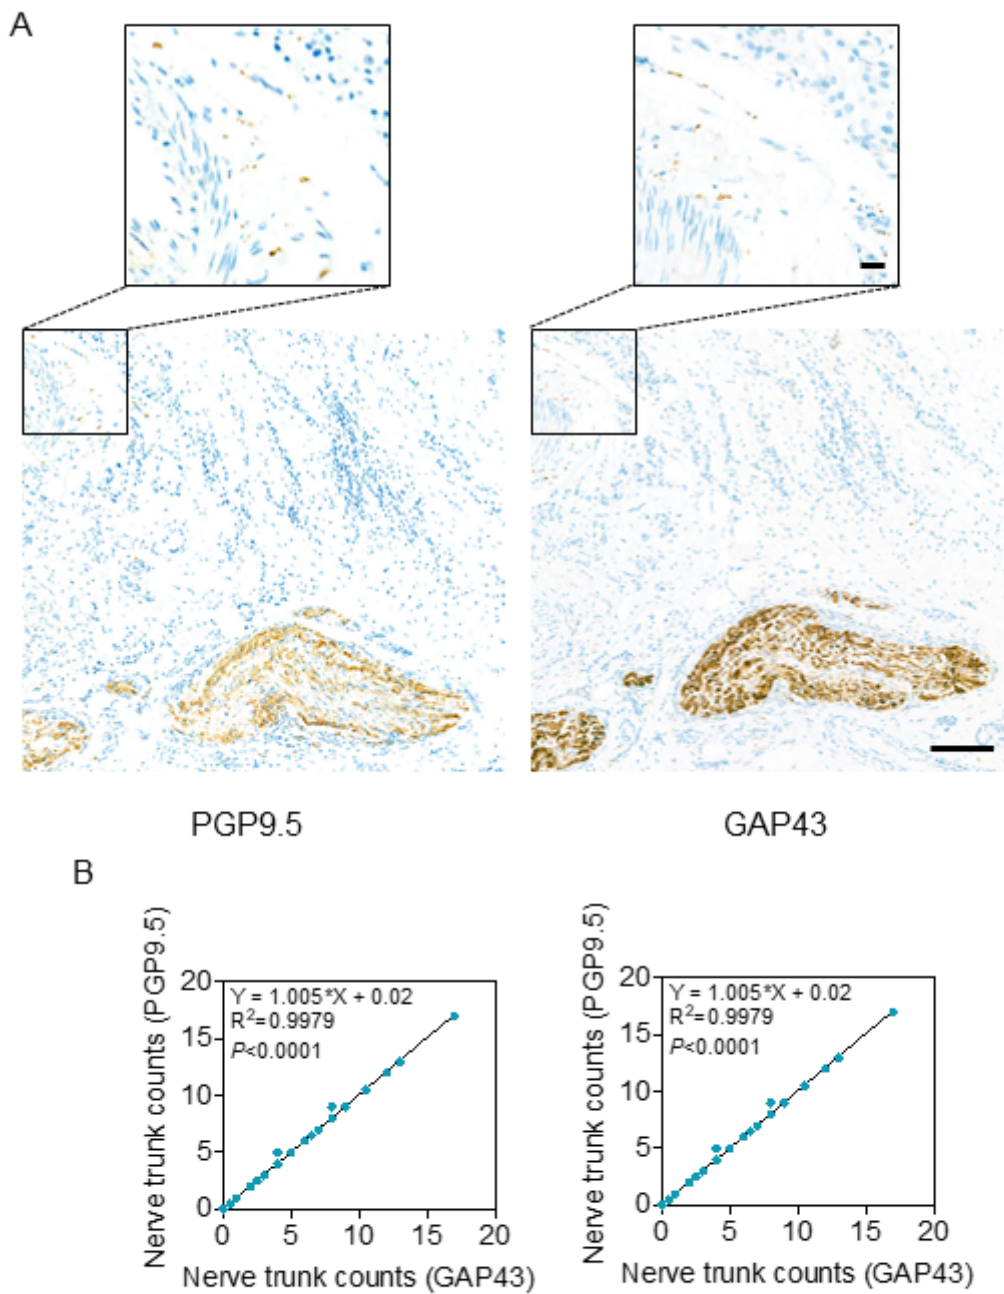 A
PGP9.5
GAP43
B
Nerve trunk counts (PGP9.5)
20
15
10
5
0
Y = 1.005*X + 0.02
R²=0.9979
P<0.0001
0 5 10 15 20
Nerve trunk counts (GAP43)
Nerve trunk counts (PGP9.5)
20
15
10
5
0
Y = 1.005*X + 0.02
R²=0.9979
P<0.0001
0 5 10 15 20
Nerve trunk counts (GAP43)